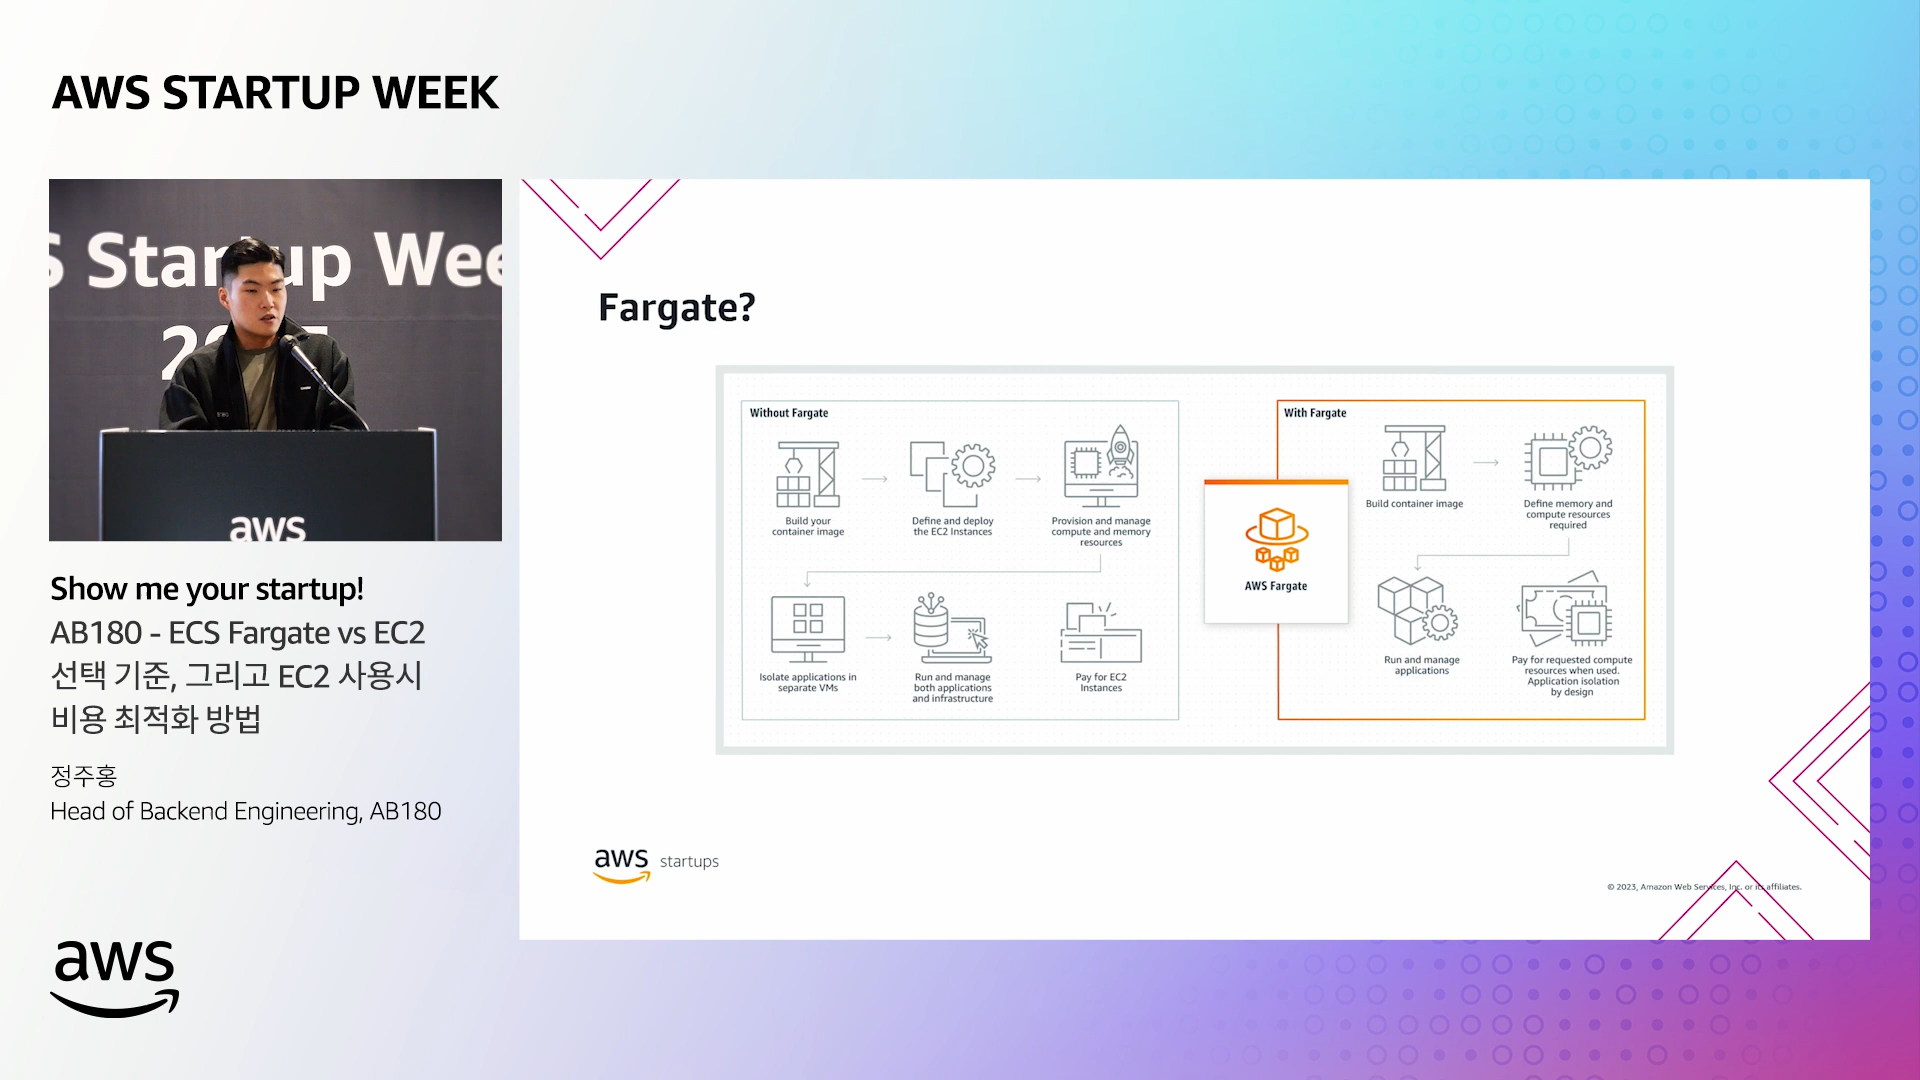 AWS STARTUP WEEK
S Startup Wee
aws
Show me your startup!
AB180 - ECS Fargate vs EC2
선택 기준, 그리고 EC2 사용시
비용 최적화 방법
정주홍
Head of Backend Engineering, AB180
aws
Fargate?
Without Fargate
Build your
container image
Define and deploy
the EC2 Instances
Provision and manage
compute and memory
resources
Isolate applications in
separate VMs
Run and manage
both applications
and infrastructure
Pay for EC2
Instances
AWS Fargate
With Fargate
Build container image
Define memory and
compute resources
required
Run and manage
applications
Pay for requested compute
resources when used.
Application isolation
by design
aws startups
© 2023, Amazon Web Services, Inc. or its affiliates.